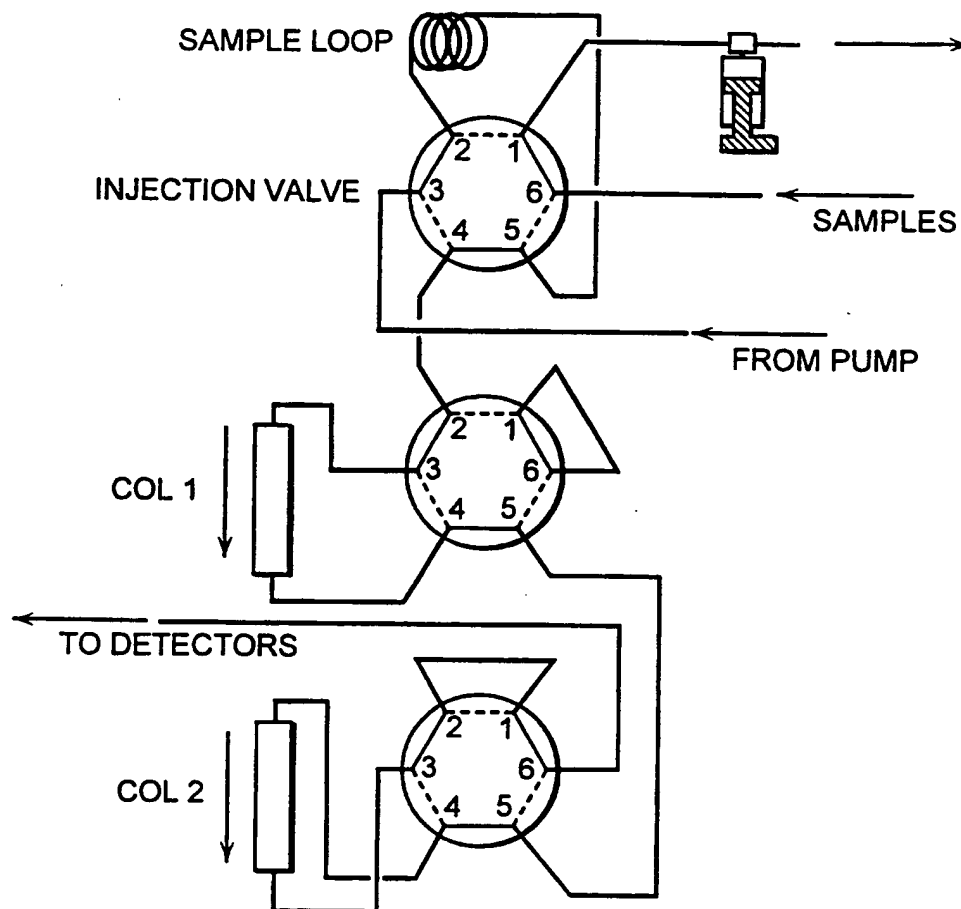 SAMPLE LOOP
2 1
INJECTION VALVE
3 6
4 5
SAMPLES
FROM PUMP
2 1
3 6
COL 1
4 5
TO DETECTORS
2 1
3 6
COL 2
4 5